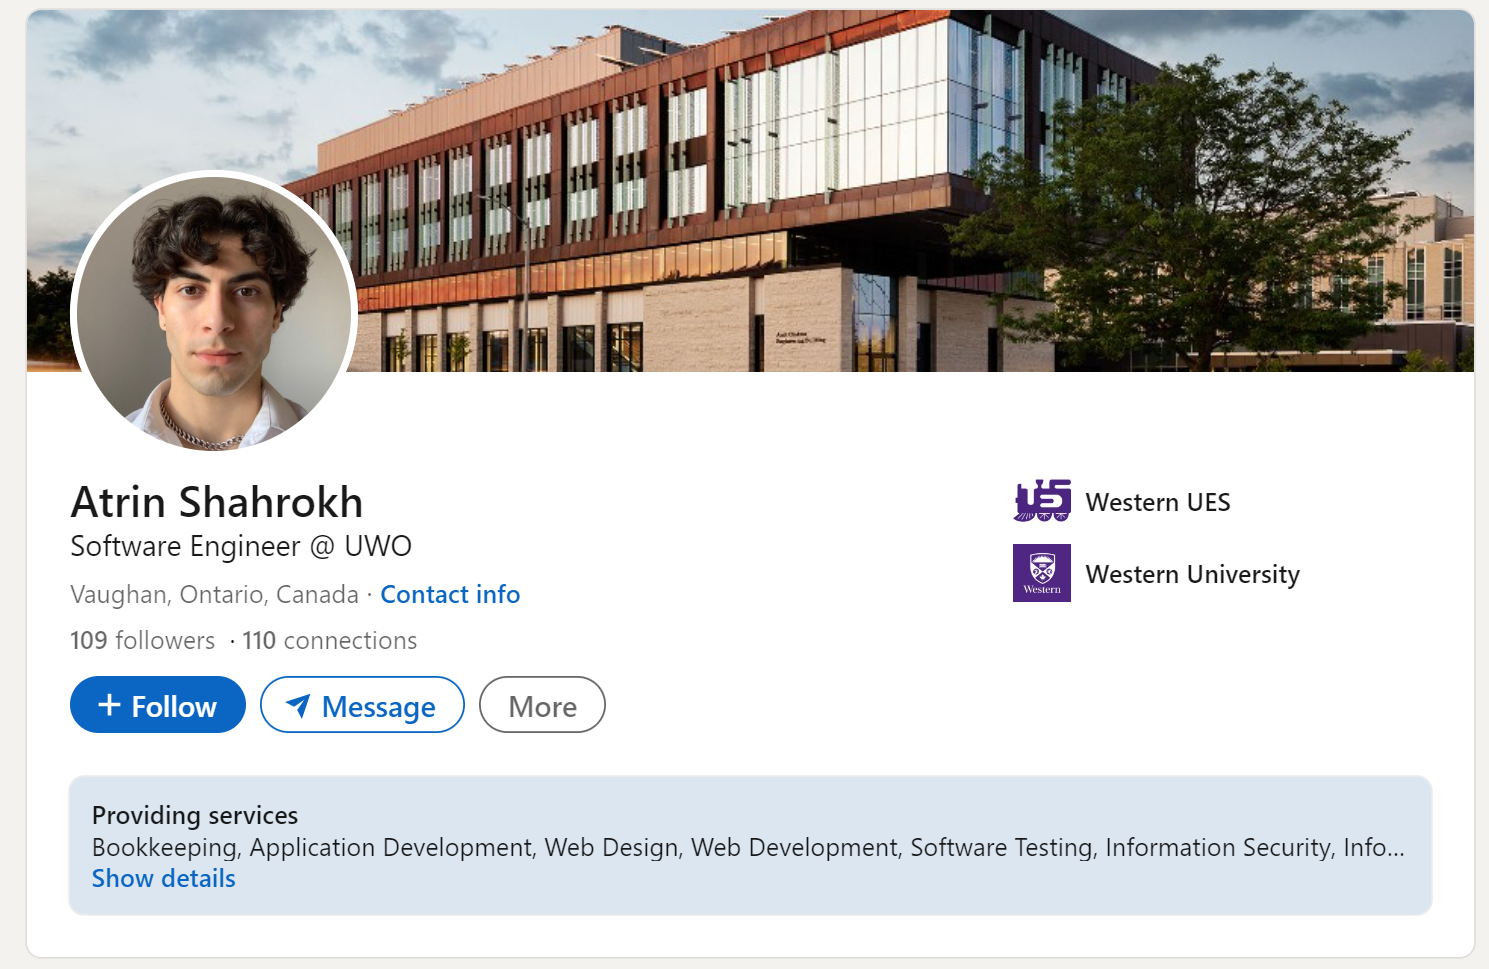 Atrin Shahrokh
Software Engineer @ UWO
Vaughan, Ontario, Canada · Contact info
109 followers · 110 connections
+ Follow
Message
More
UES
Western UES
Western
Western University
Providing services
Bookkeeping, Application Development, Web Design, Web Development, Software Testing, Information Security, Info...
Show details